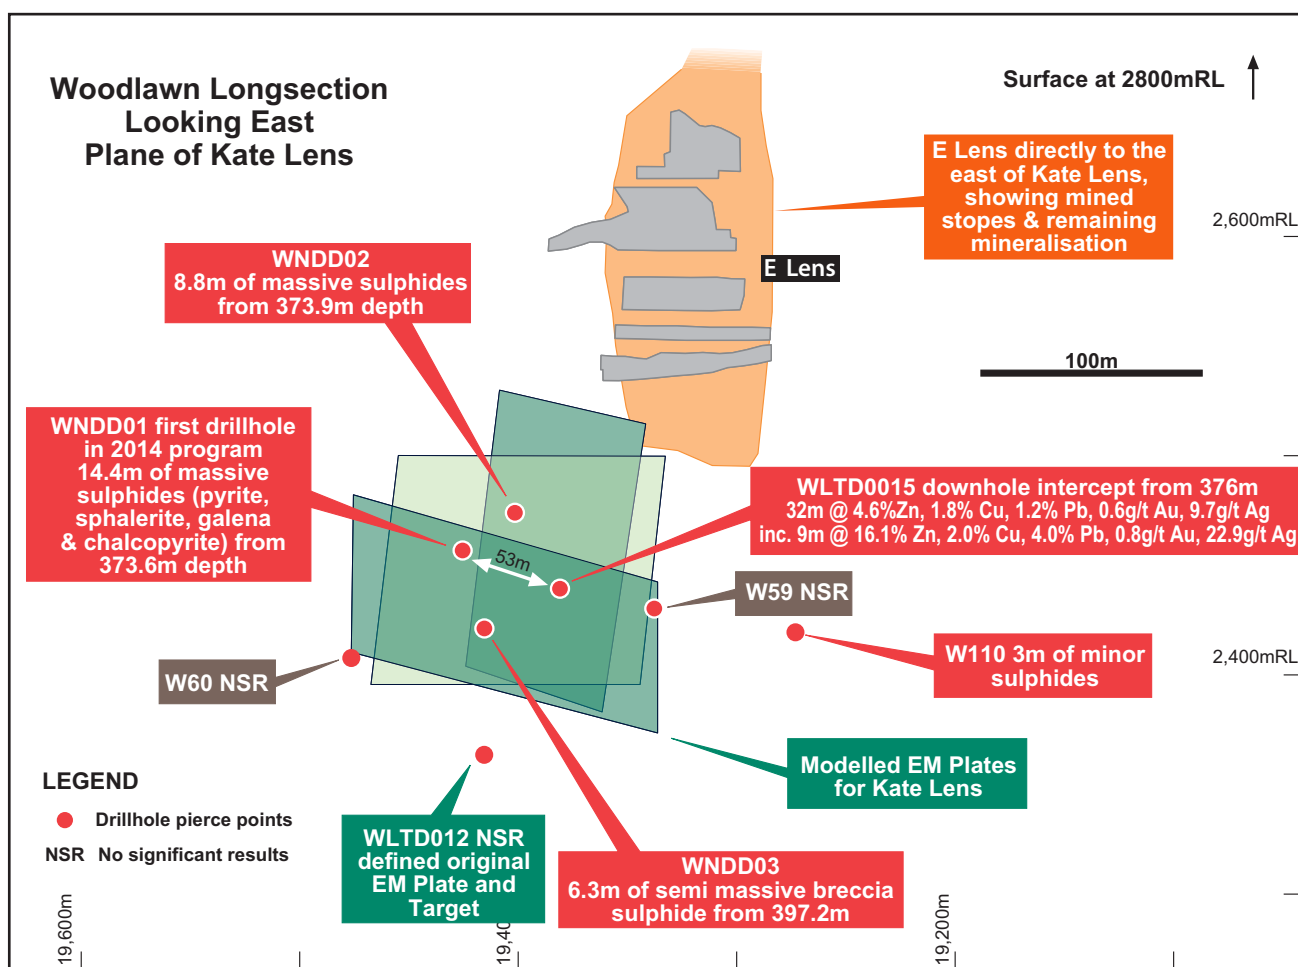 Woodlawn Longsection
Looking East
Plane of Kate Lens
Surface at 2800mRL
E Lens directly to the
east of Kate Lens,
showing mined
stopes & remaining
mineralisation
2,600mRL
WNDD02
8.8m of massive sulphides
from 373.9m depth
E Lens
100m
WNDD01 first drillhole
in 2014 program
14.4m of massive
sulphides (pyrite,
sphalerite, galena
& chalcopyrite) from
373.6m depth
WLTD0015 downhole intercept from 376m
32m @ 4.6%Zn, 1.8% Cu, 1.2% Pb, 0.6g/t Au, 9.7g/t Ag
inc. 9m @ 16.1% Zn, 2.0% Cu, 4.0% Pb, 0.8g/t Au, 22.9g/t Ag
53m
W59 NSR
W60 NSR
W110 3m of minor
sulphides
2,400mRL
Modelled EM Plates
for Kate Lens
LEGEND
Drillhole pierce points
NSR No significant results
WLTD012 NSR
defined original
EM Plate and
Target
WNDD03
6.3m of semi massive breccia
sulphide from 397.2m
19,600m
19,40
19,200m